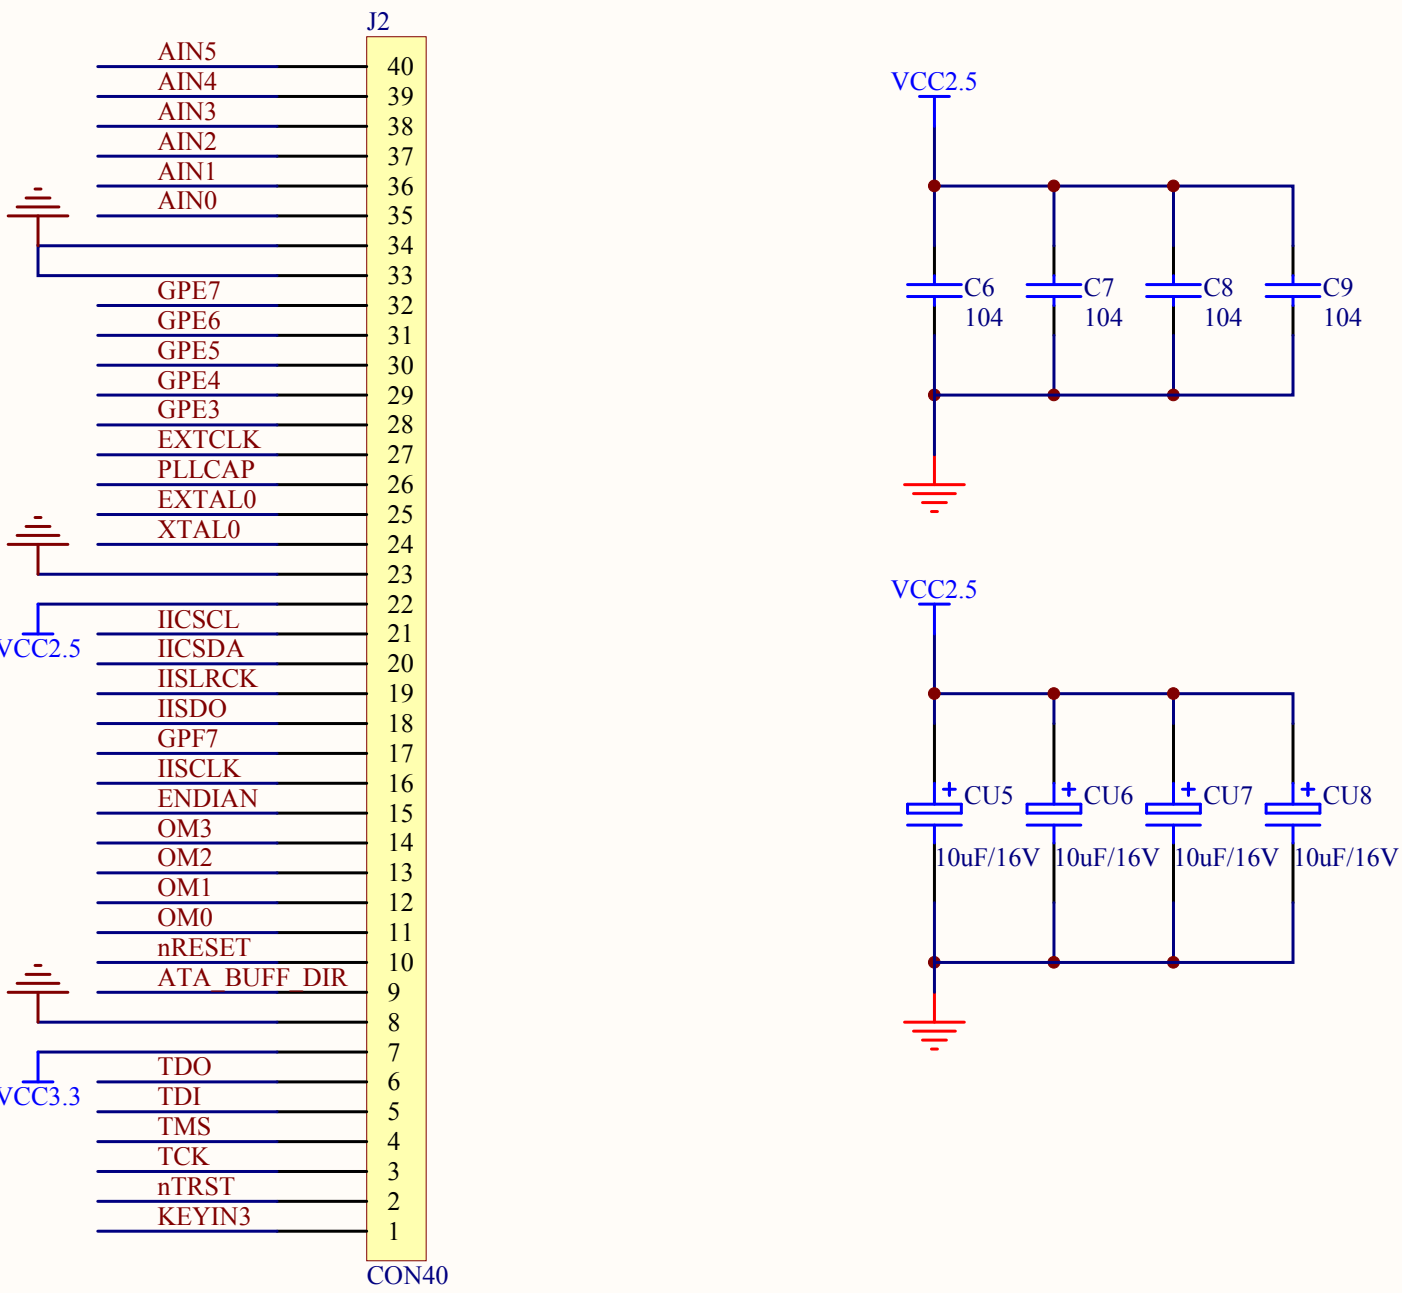 J2
AIN5
40
AIN4
39
AIN3
38
AIN2
37
AIN1
36
AIN0
35
34
33
GPE7
32
GPE6
31
GPE5
30
GPE4
29
GPE3
28
EXTCLK
27
PLLCAP
26
EXTAL0
25
XTAL0
24
23
22
VCC2.5
IICSCL
21
IICSDA
20
IISLRCK
19
IISDO
18
GPF7
17
IISCLK
16
ENDIAN
15
OM3
14
OM2
13
OM1
12
OM0
11
nRESET
10
ATA_BUFF_DIR
9
8
7
VCC3.3
TDO
6
TDI
5
TMS
4
TCK
3
nTRST
2
KEYIN3
1
CON40
VCC2.5
C6
104
C7
104
C8
104
C9
104
VCC2.5
+ CU5
10uF/16V
+ CU6
10uF/16V
+ CU7
10uF/16V
+ CU8
10uF/16V